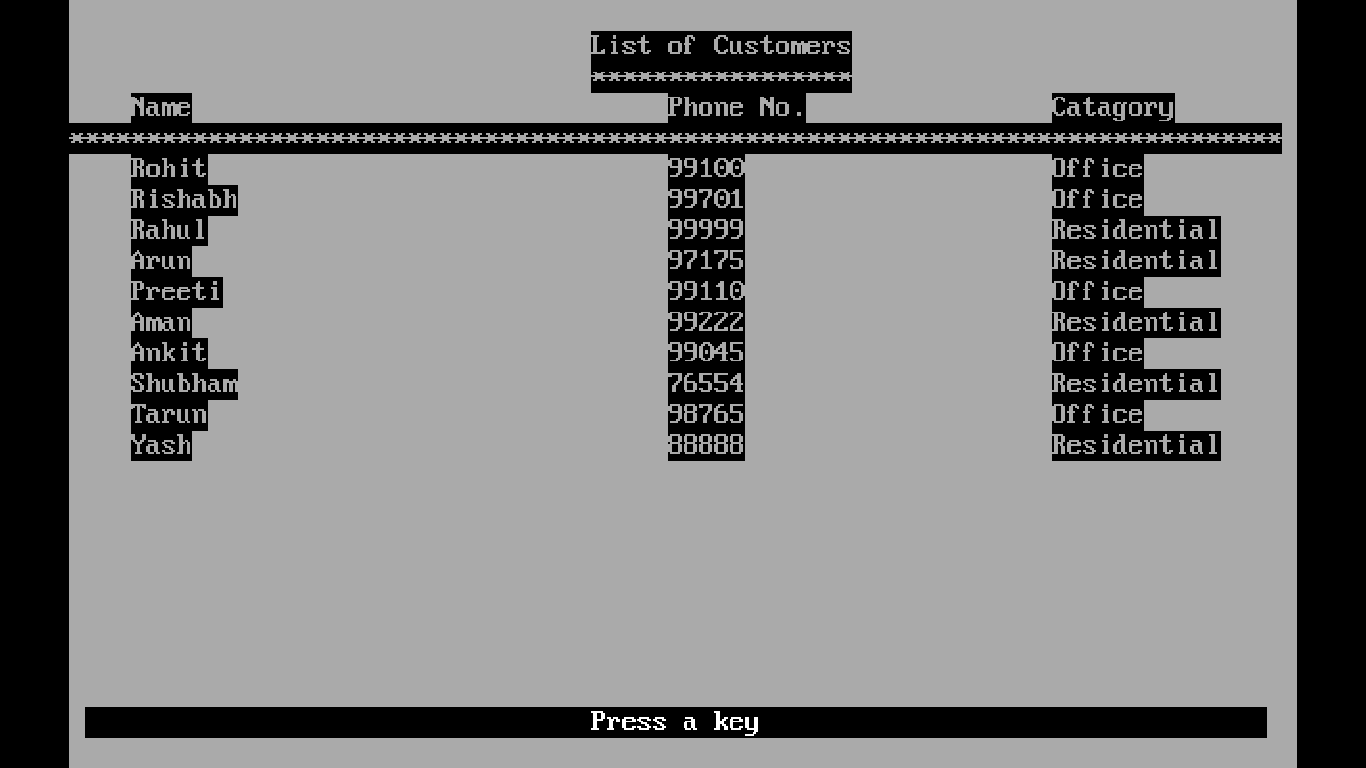 List of Customers
*****************
Name Phone No. Catagory
*******************************************************************************
Rohit 99100 Office
Rishabh 99701 Office
Rahul 99999 Residential
Arun 97175 Residential
Preeti 99110 Office
Aman 99222 Residential
Ankit 99045 Office
Shubham 76554 Residential
Tarun 98765 Office
Yash 88888 Residential
Press a key